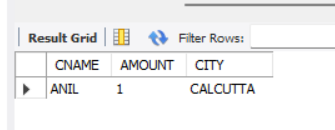 Result Grid Filter Rows:
CNAME AMOUNT CITY
ANIL 1 CALCUTTA